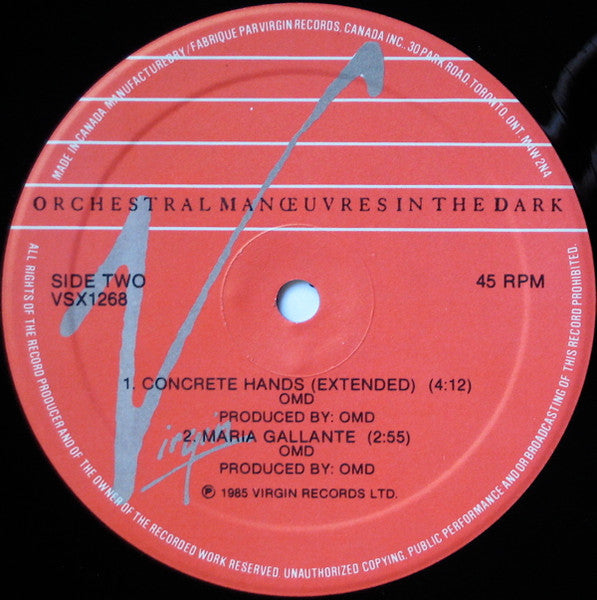 MADE IN CANADA. MANUFACTURED BY / FABRIQUE PAR VIRGIN RECORDS, CANADA INC., 30 PARK ROAD, TORONTO, ONT. M4W 2N4
ORCHESTRAL MANŒUVRES IN THE DARK
SIDE TWO
VSX1268
45 RPM
1. CONCRETE HANDS (EXTENDED) (4:12)
OMD
PRODUCED BY: OMD
2. MARIA GALLANTE (2:55)
OMD
PRODUCED BY: OMD
Virgin
℗ 1985 VIRGIN RECORDS LTD.
ALL RIGHTS OF THE RECORD PRODUCER AND OF THE OWNER OF THE RECORDED WORK RESERVED. UNAUTHORIZED COPYING, PUBLIC PERFORMANCE AND/OR BROADCASTING OF THIS RECORD PROHIBITED.